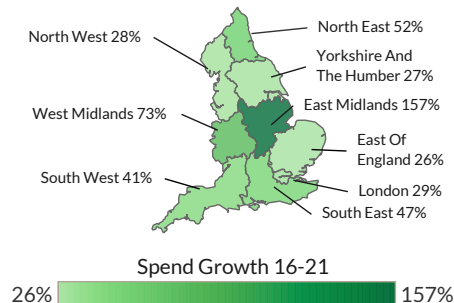 North East 52%
North West 28%
Yorkshire And
The Humber 27%
East Midlands 157%
West Midlands 73%
East Of
England 26%
South West 41%
London 29%
South East 47%
Spend Growth 16-21
26%
157%